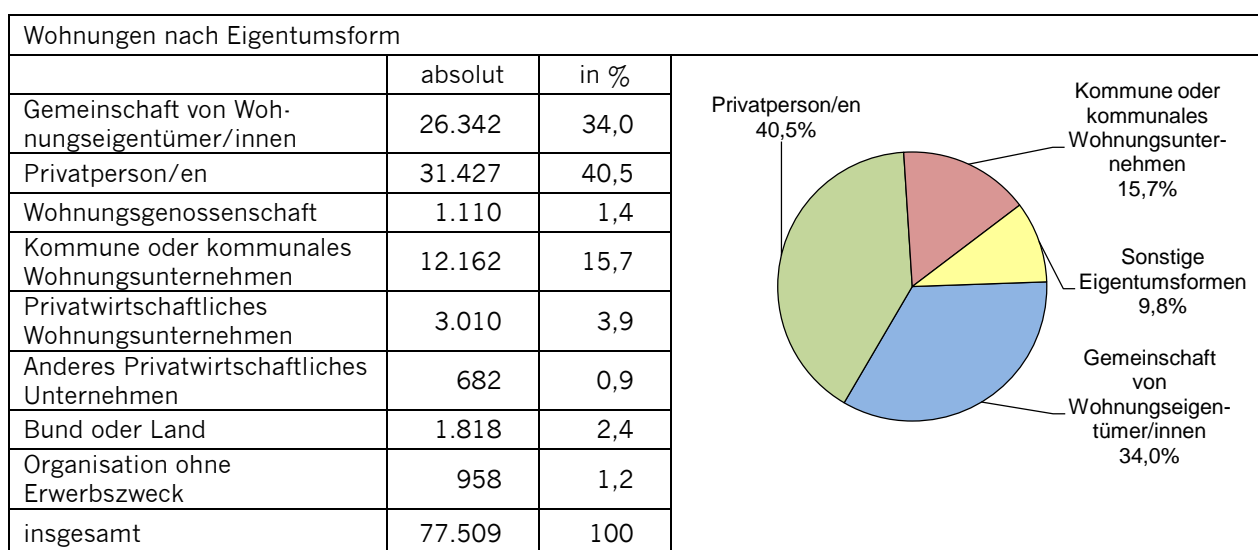 Wohnungen nach Eigentumsform
absolut in %
Gemeinschaft von Woh-
nungseigentümer/innen 26.342 34,0
Privatperson/en 31.427 40,5
Wohnungsgenossenschaft 1.110 1,4
Kommune oder kommunales
Wohnungsunternehmen 12.162 15,7
Privatwirtschaftliches
Wohnungsunternehmen 3.010 3,9
Anderes Privatwirtschaftliches
Unternehmen 682 0,9
Bund oder Land 1.818 2,4
Organisation ohne
Erwerbszweck 958 1,2
insgesamt 77.509 100
Privatperson/en
40,5%
Kommune oder
kommunales
Wohnungsunter-
nehmen
15,7%
Sonstige
Eigentumsformen
9,8%
Gemeinschaft
von
Wohnungseigen-
tümer/innen
34,0%